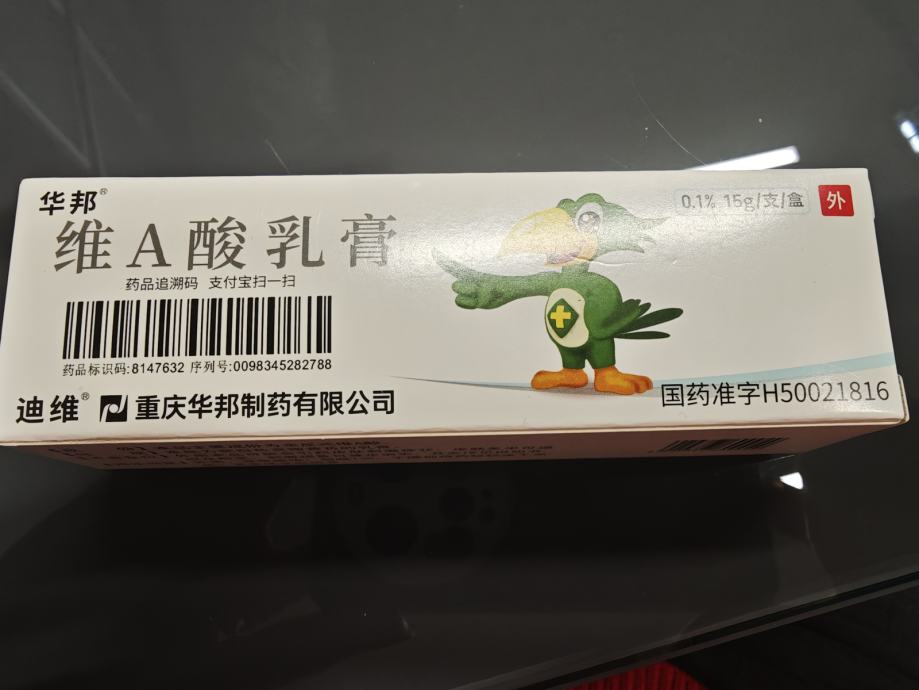 华邦®
维A酸乳膏
0.1% 15g/支/盒
外
药品追溯码 支付宝扫一扫
药品标识码:8147632 序列号:0098345282788
迪维® 重庆华邦制药有限公司
国药准字H50021816